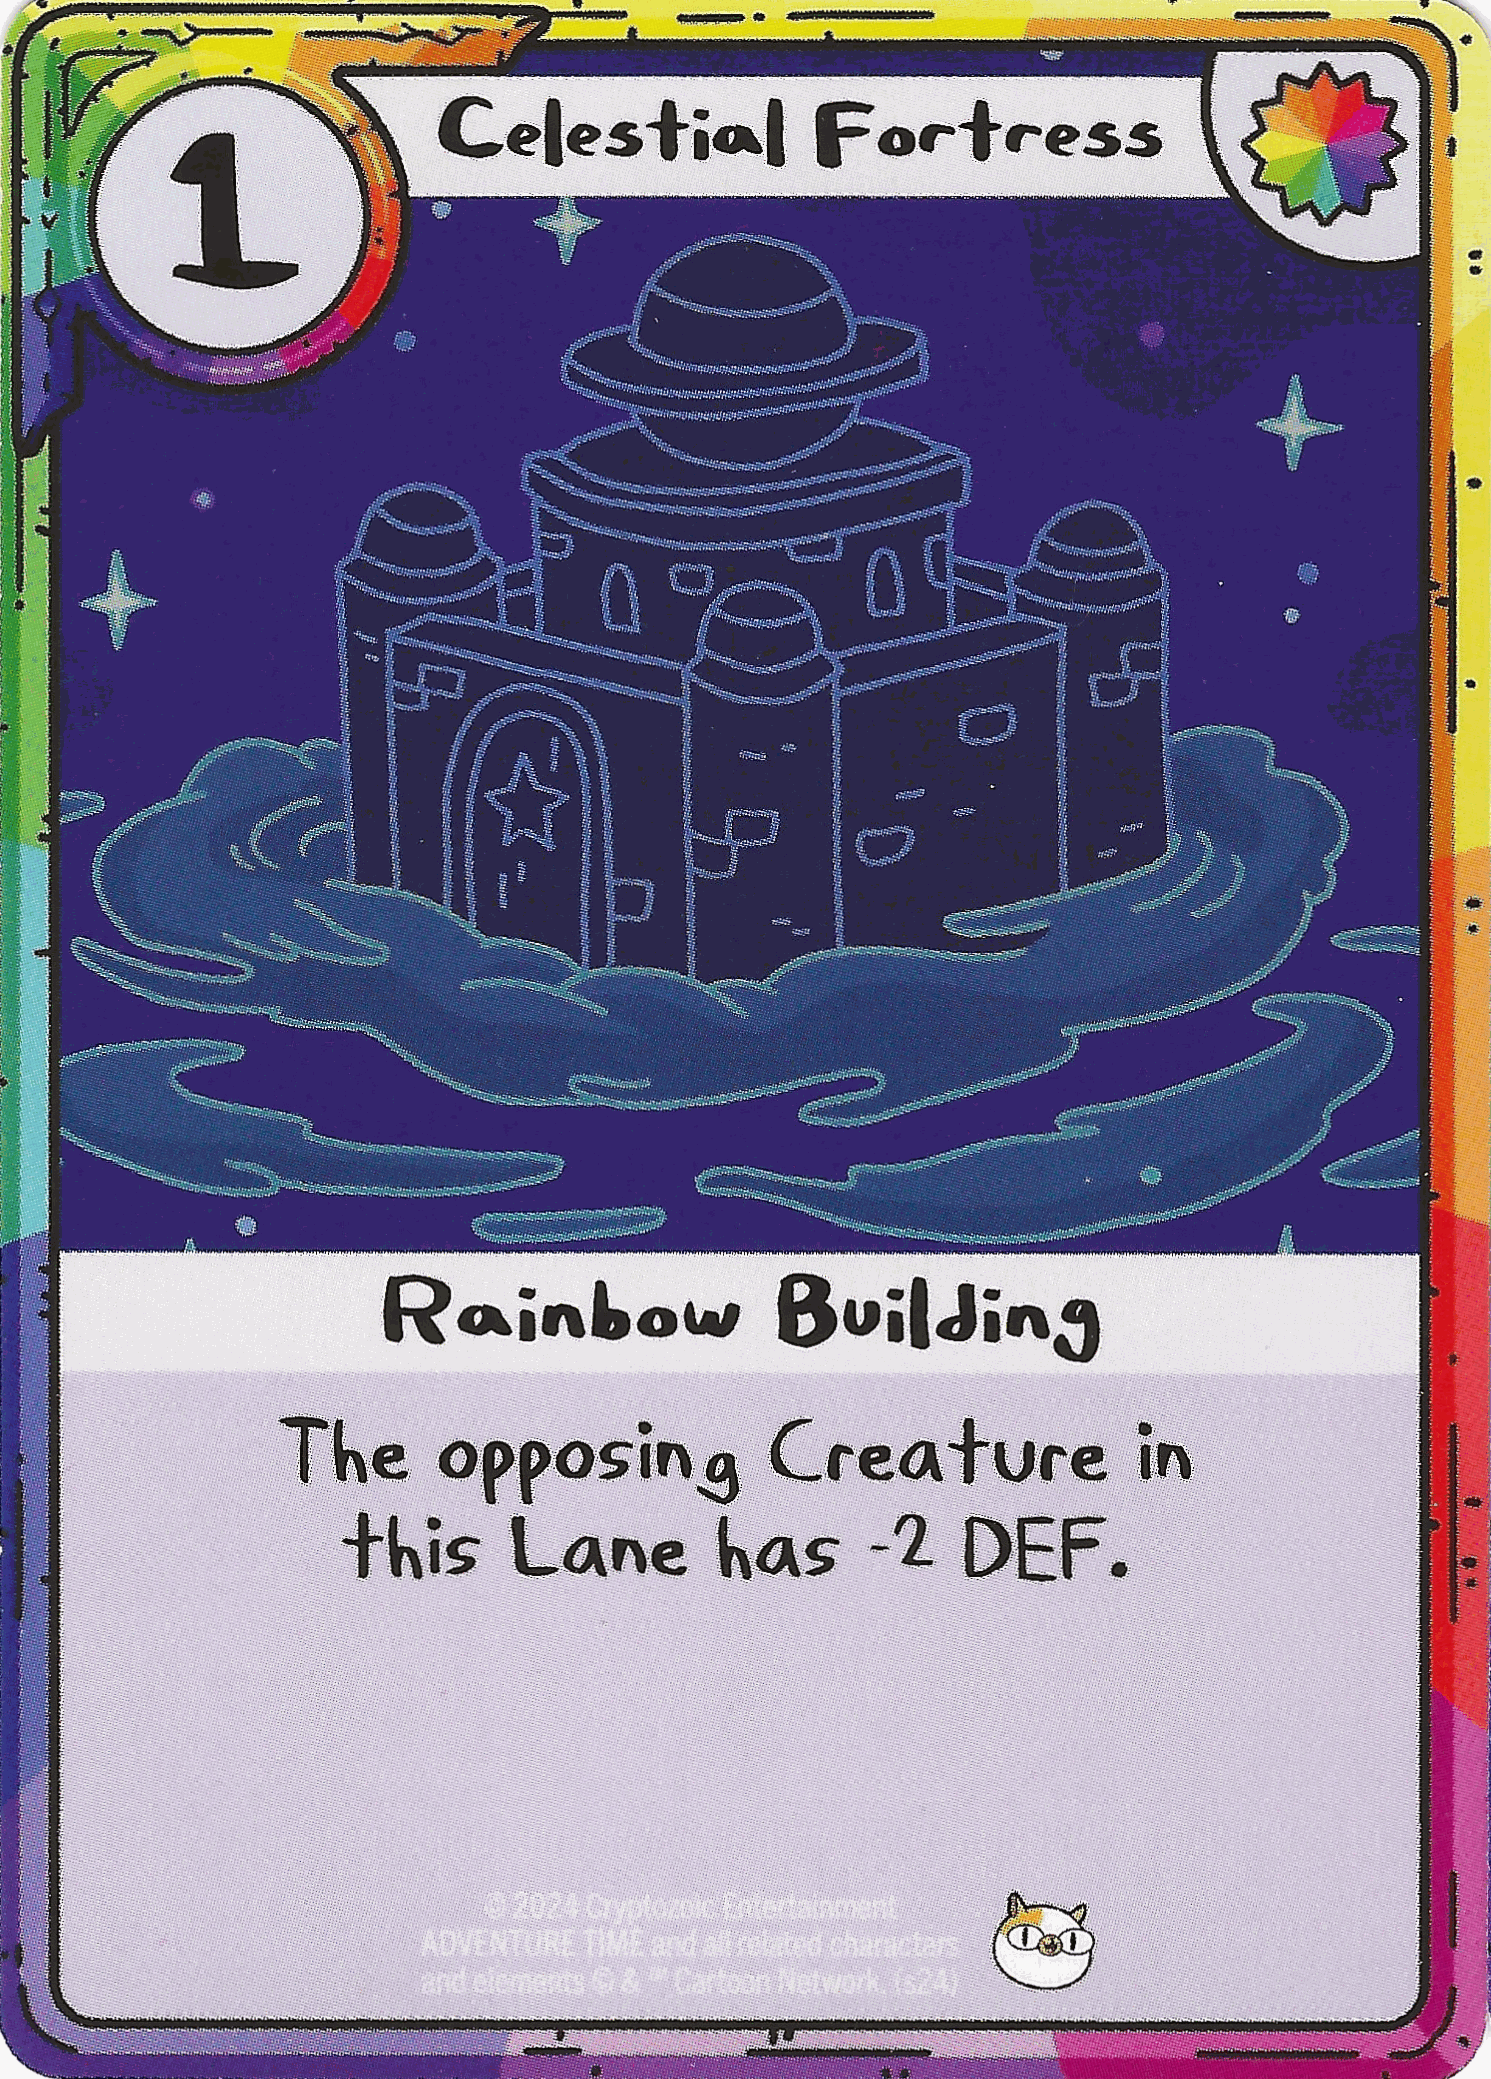 1
Celestial Fortress
Rainbow Building
The opposing Creature in
this Lane has -2 DEF.
© 2024 Cryptozoic Entertainment.
ADVENTURE TIME and all related characters
and elements © & ™ Cartoon Network. (s24)